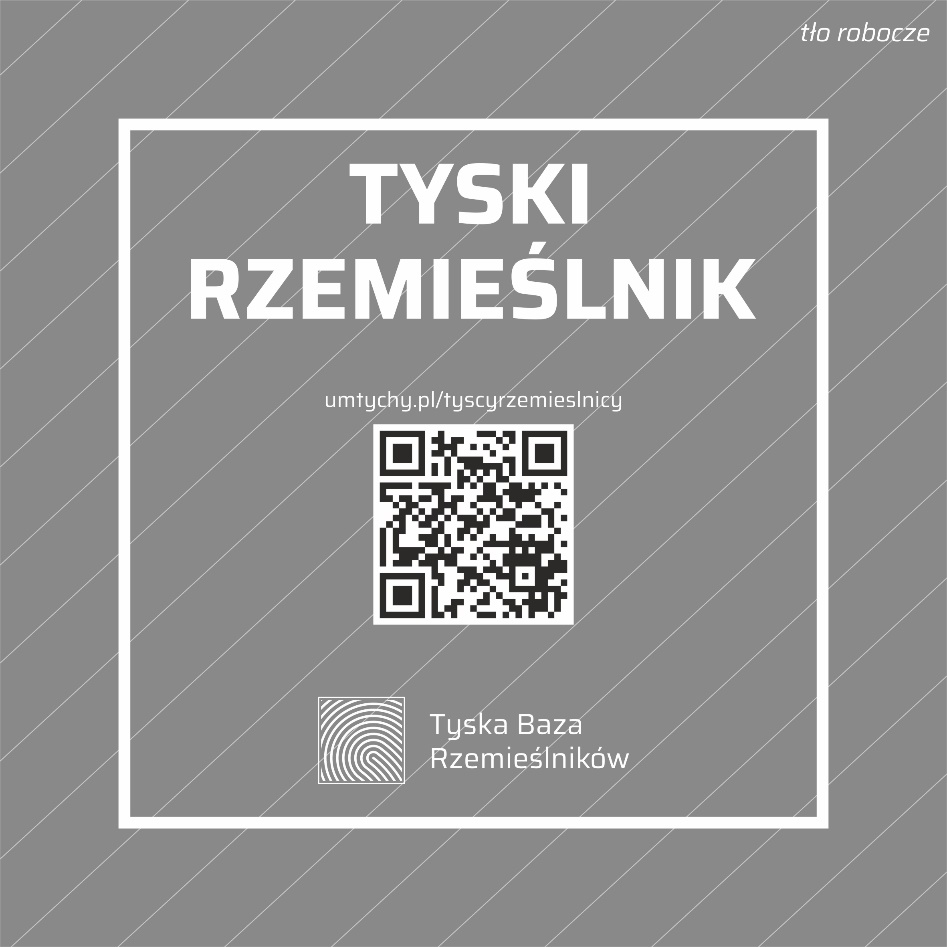 tło robocze
TYSKI
RZEMIEŚLNIK
umtychy.pl/tyscyrzemieslnicy
Tyska Baza
Rzemieślników